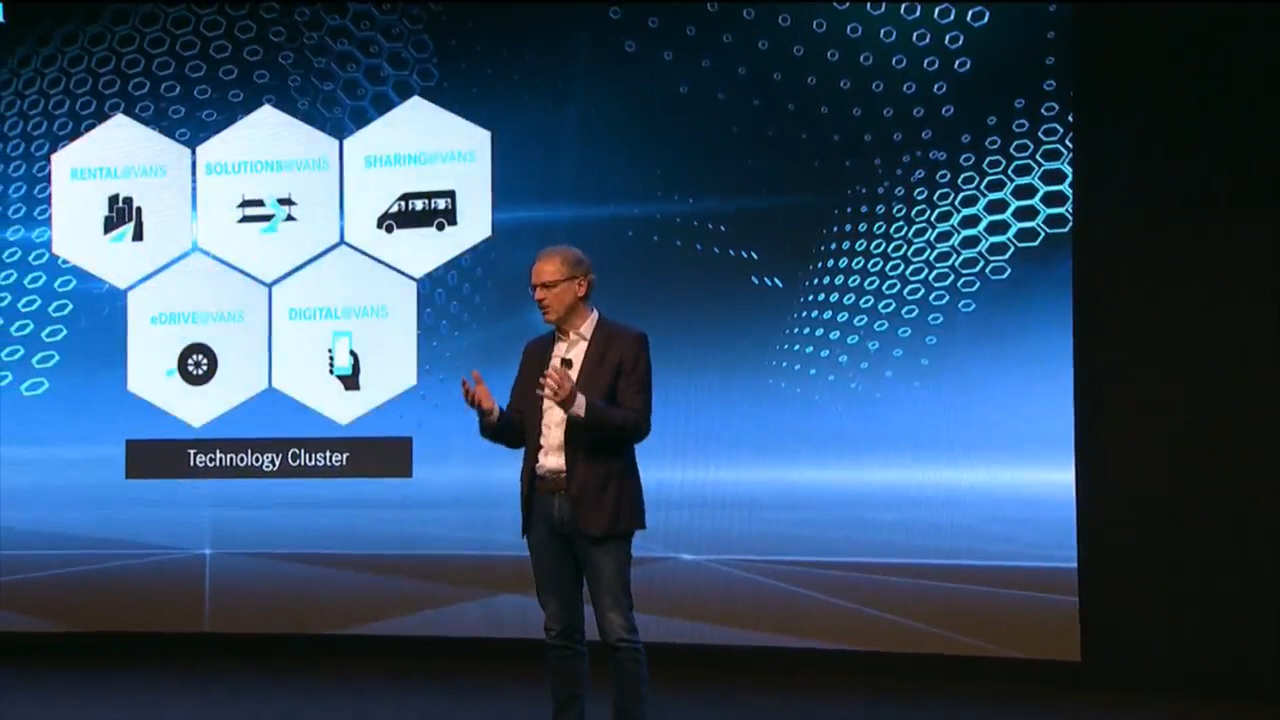 RENTAL@VANS
SOLUTIONS@VANS
SHARING@VANS
eDRIVE@VANS
DIGITAL@VANS
Technology Cluster